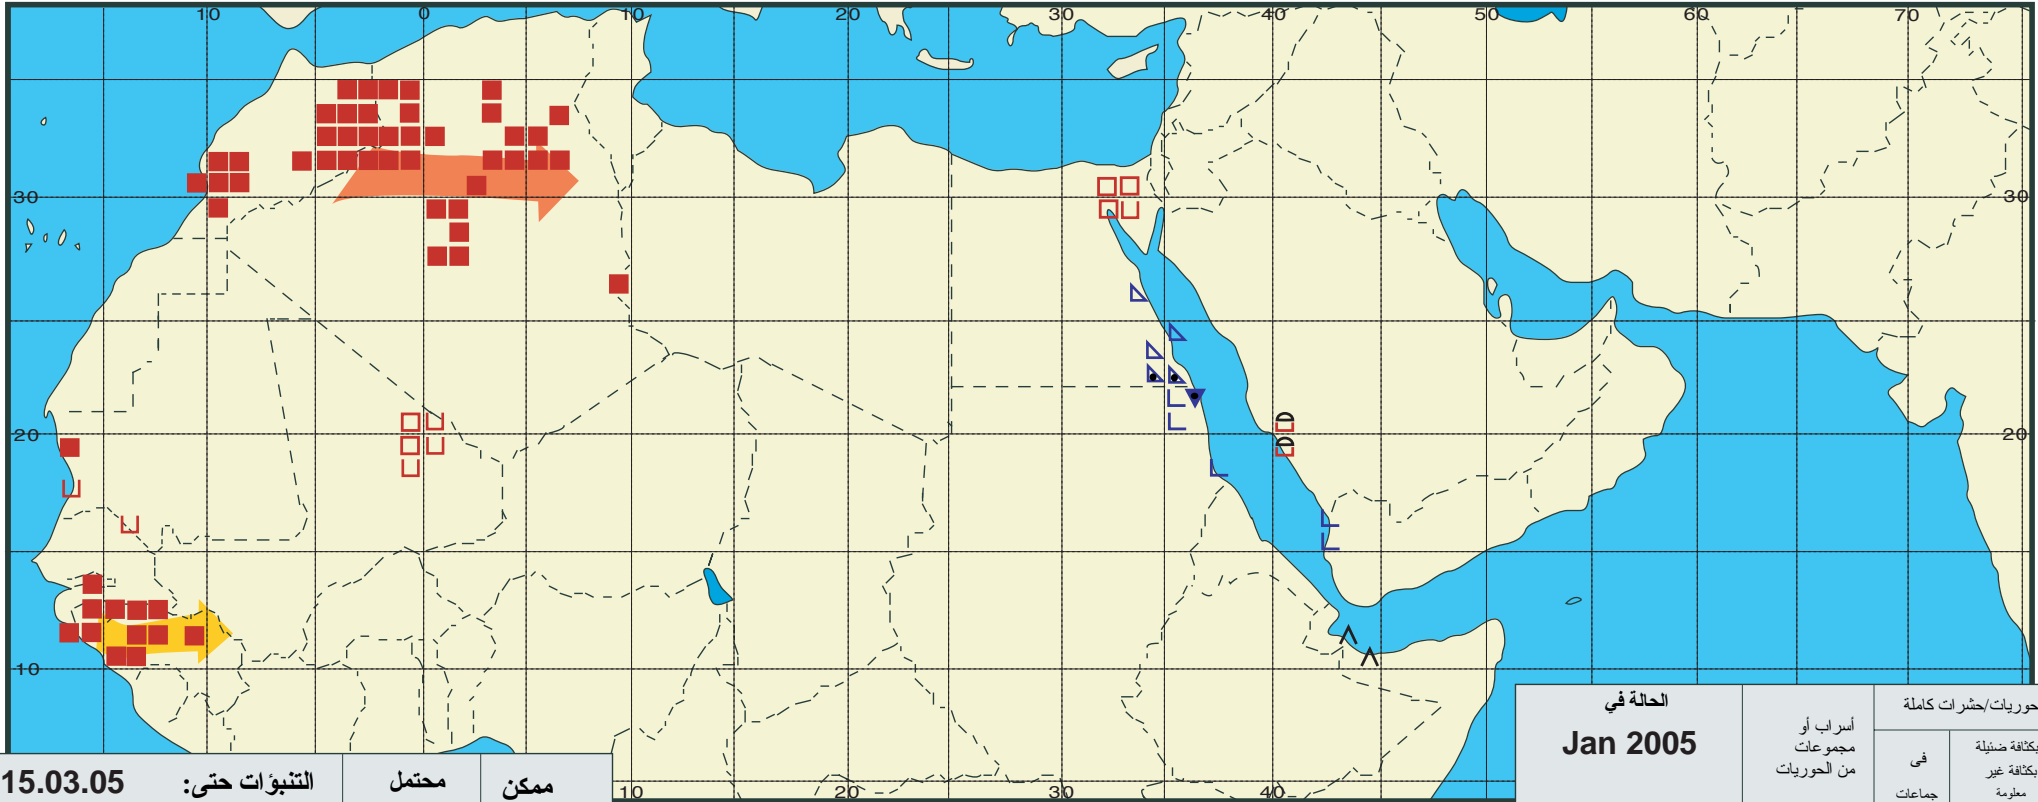 10 0 10 20 30 40 50 60 70
30 30
20 20
10
D
D
الحالة في
Jan 2005
أسراب أو
مجموعات
من الحوريات
حوريات/حشرات كاملة
فى
جماعات
بكثافة ضئيلة
بكثافة غير
معلومة
10 20 30 40
التنبؤات حتى: 15.03.05
محتمل
ممكن